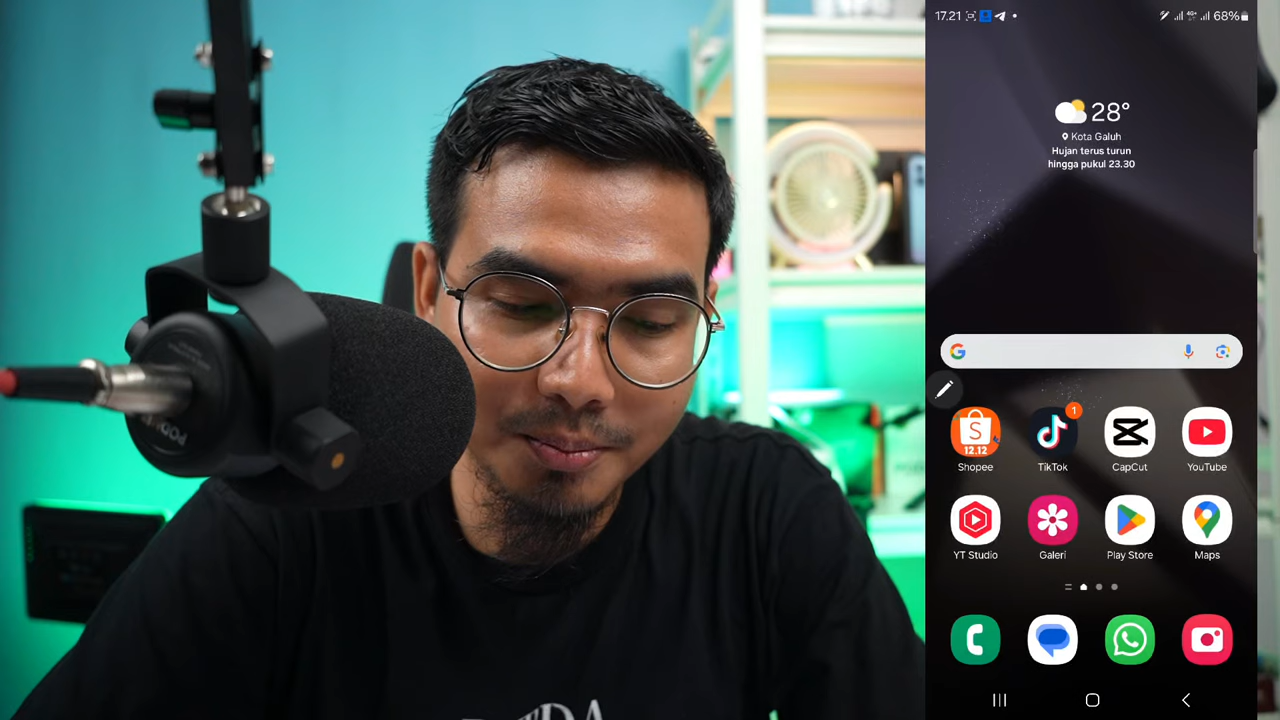 17.21
4G+
68%
28°
Kota Galuh
Hujan terus turun
hingga pukul 23.30
1
12.12
Shopee
TikTok
CapCut
YouTube
YT Studio
Galeri
Play Store
Maps